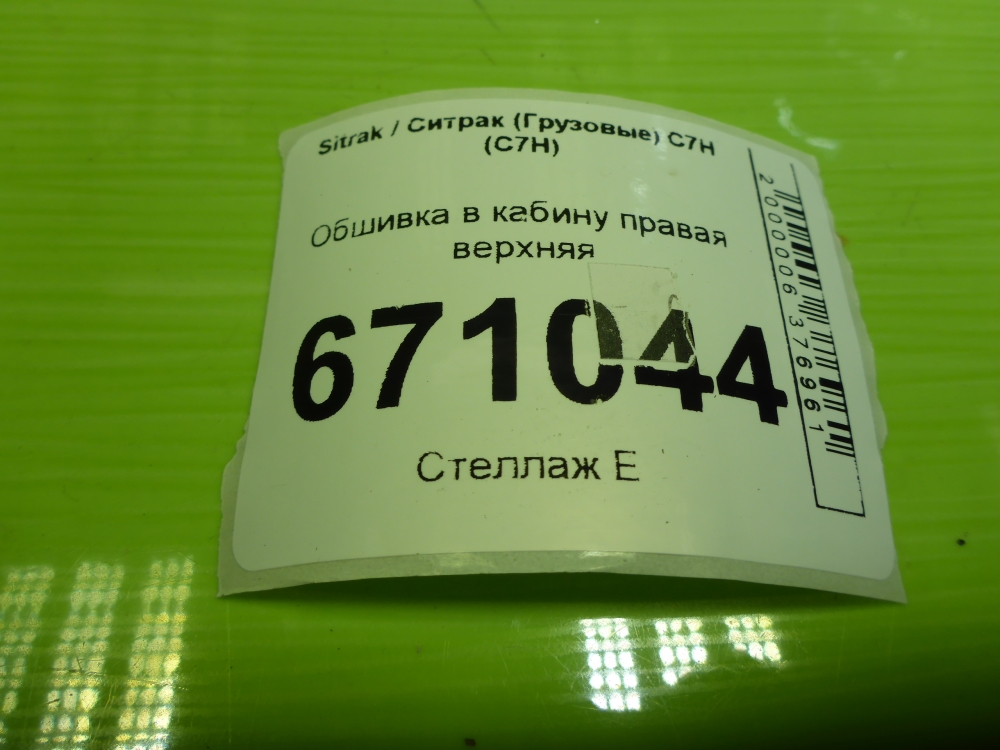 Sitrak / Ситрак (Грузовые) C7H
(C7H)
Обшивка в кабину правая
верхняя
671044
Стеллаж Е
2000006376961